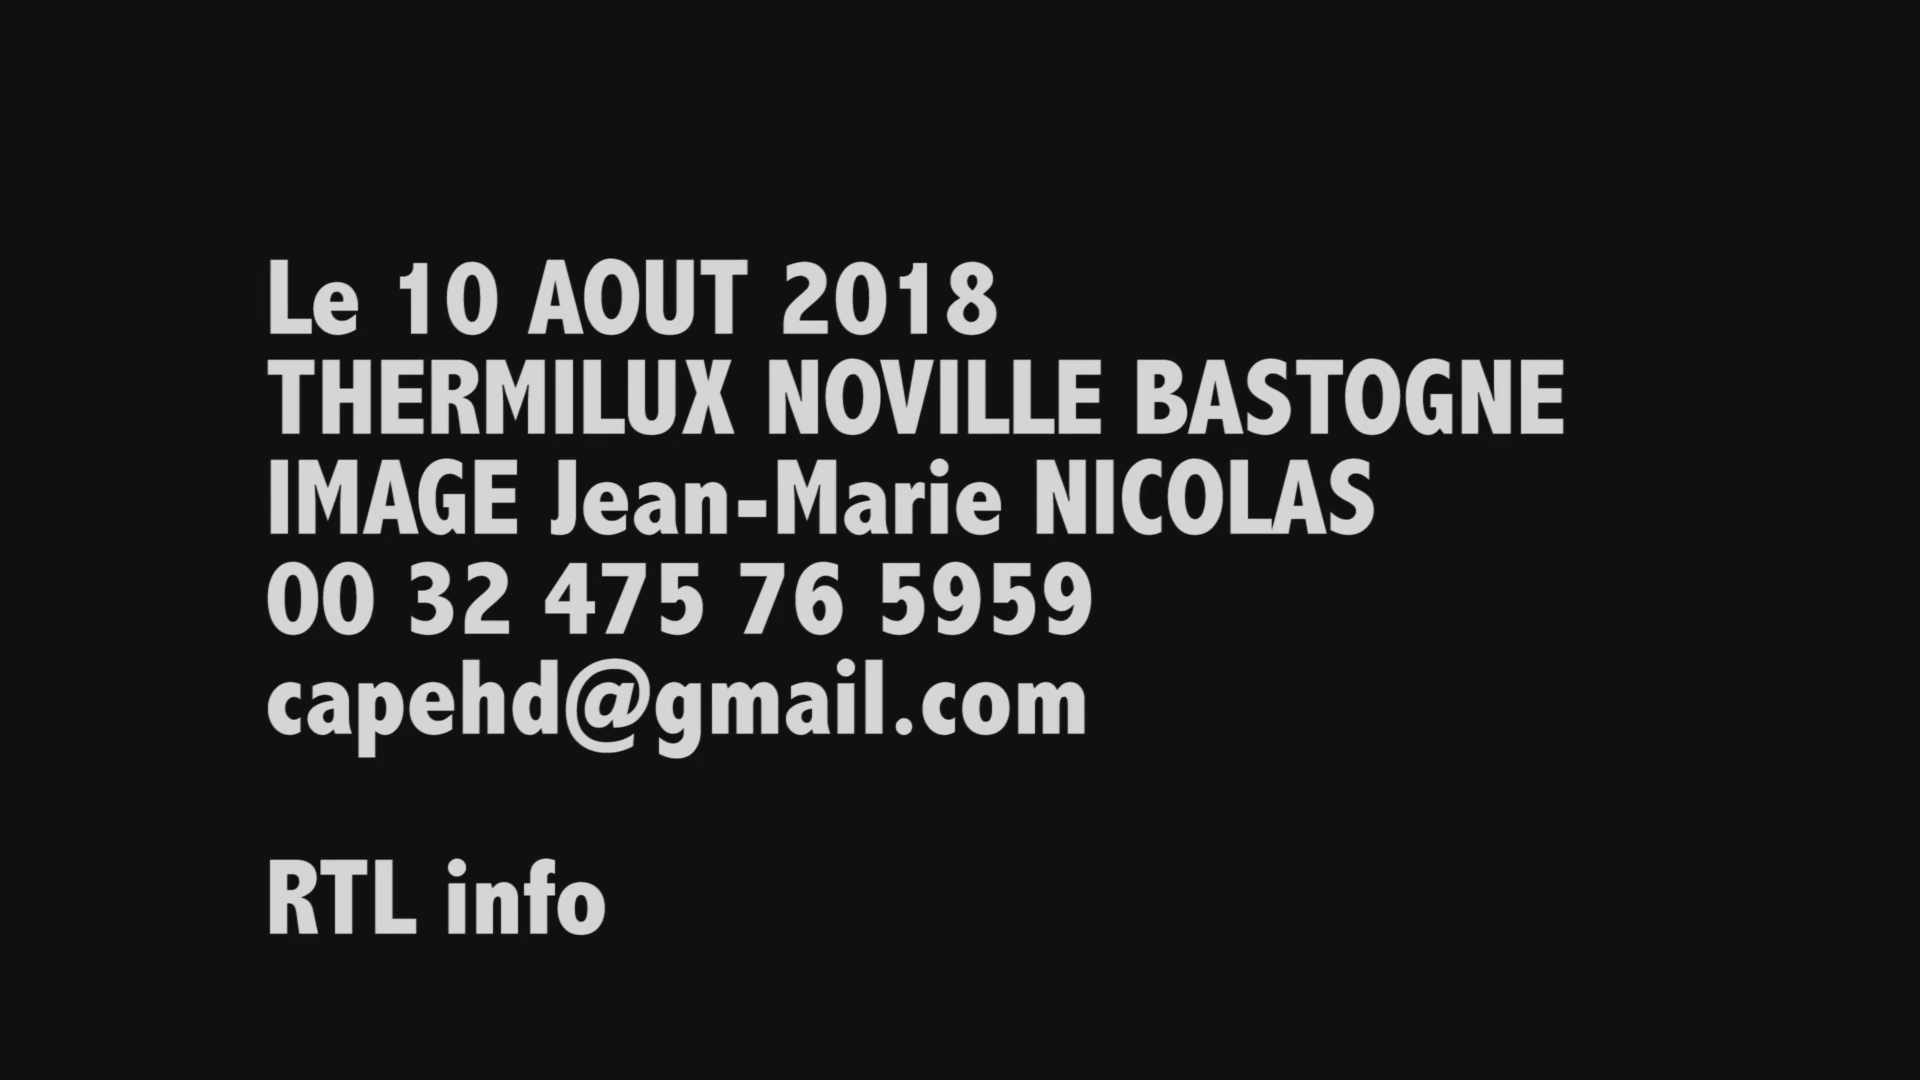 Le 10 AOUT 2018
THERMILUX NOVILLE BASTOGNE
IMAGE Jean-Marie NICOLAS
00 32 475 76 5959
capehd@gmail.com
RTL info